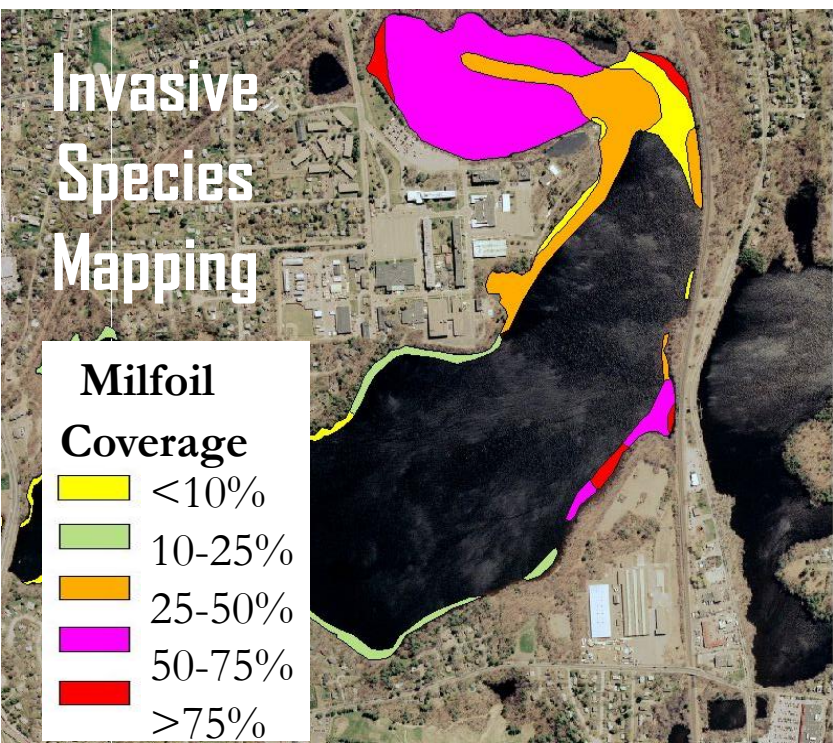 Invasive
Species
Mapping
Milfoil
Coverage
<10%
10-25%
25-50%
50-75%
>75%